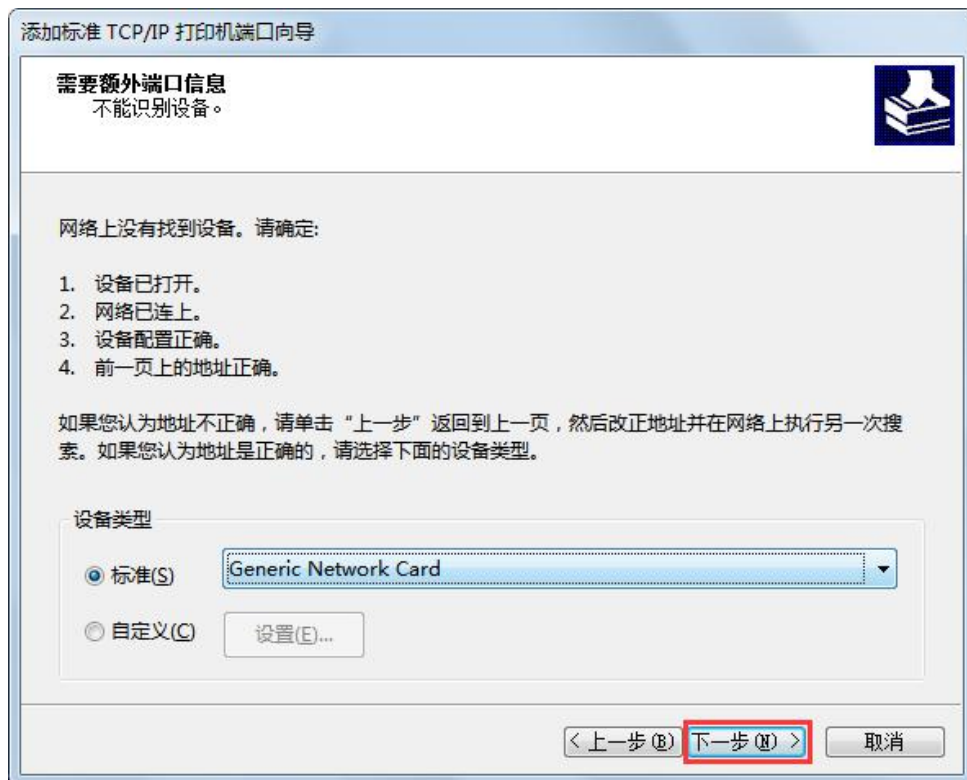 添加标准 TCP/IP 打印机端口向导
需要额外端口信息
不能识别设备。
网络上没有找到设备。请确定:
1. 设备已打开。
2. 网络已连上。
3. 设备配置正确。
4. 前一页上的地址正确。
如果您认为地址不正确，请单击“上一步”返回到上一页，然后改正地址并在网络上执行另一次搜
索。如果您认为地址是正确的，请选择下面的设备类型。
设备类型
标准(S)
Generic Network Card
自定义(C)
设置(E)...
< 上一步(B) 下一步(N) > 取消